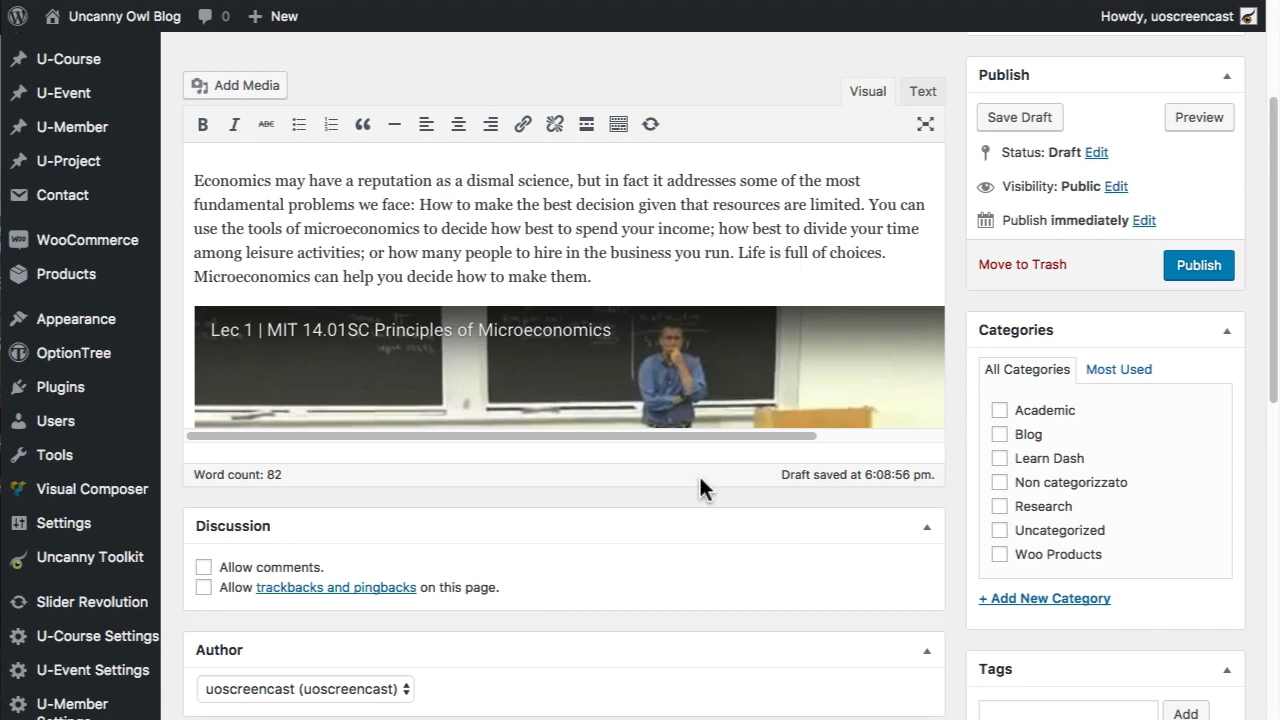 Uncanny Owl Blog 0 New Howdy, uoscreencast
U-Course
U-Event
U-Member
U-Project
Contact
WooCommerce
Products
Appearance
OptionTree
Plugins
Users
Tools
Visual Composer
Settings
Uncanny Toolkit
Slider Revolution
U-Course Settings
U-Event Settings
U-Member
Add Media
Visual Text
B I ABC
Economics may have a reputation as a dismal science, but in fact it addresses some of the most
fundamental problems we face: How to make the best decision given that resources are limited. You can
use the tools of microeconomics to decide how best to spend your income; how best to divide your time
among leisure activities; or how many people to hire in the business you run. Life is full of choices.
Microeconomics can help you decide how to make them.
Lec 1 | MIT 14.01SC Principles of Microeconomics
Word count: 82 Draft saved at 6:08:56 pm.
Discussion
Allow comments.
Allow trackbacks and pingbacks on this page.
Author
uoscreencast (uoscreencast)
Publish
Save Draft Preview
Status: Draft Edit
Visibility: Public Edit
Publish immediately Edit
Move to Trash Publish
Categories
All Categories Most Used
Academic
Blog
Learn Dash
Non categorizzato
Research
Uncategorized
Woo Products
+ Add New Category
Tags
Add